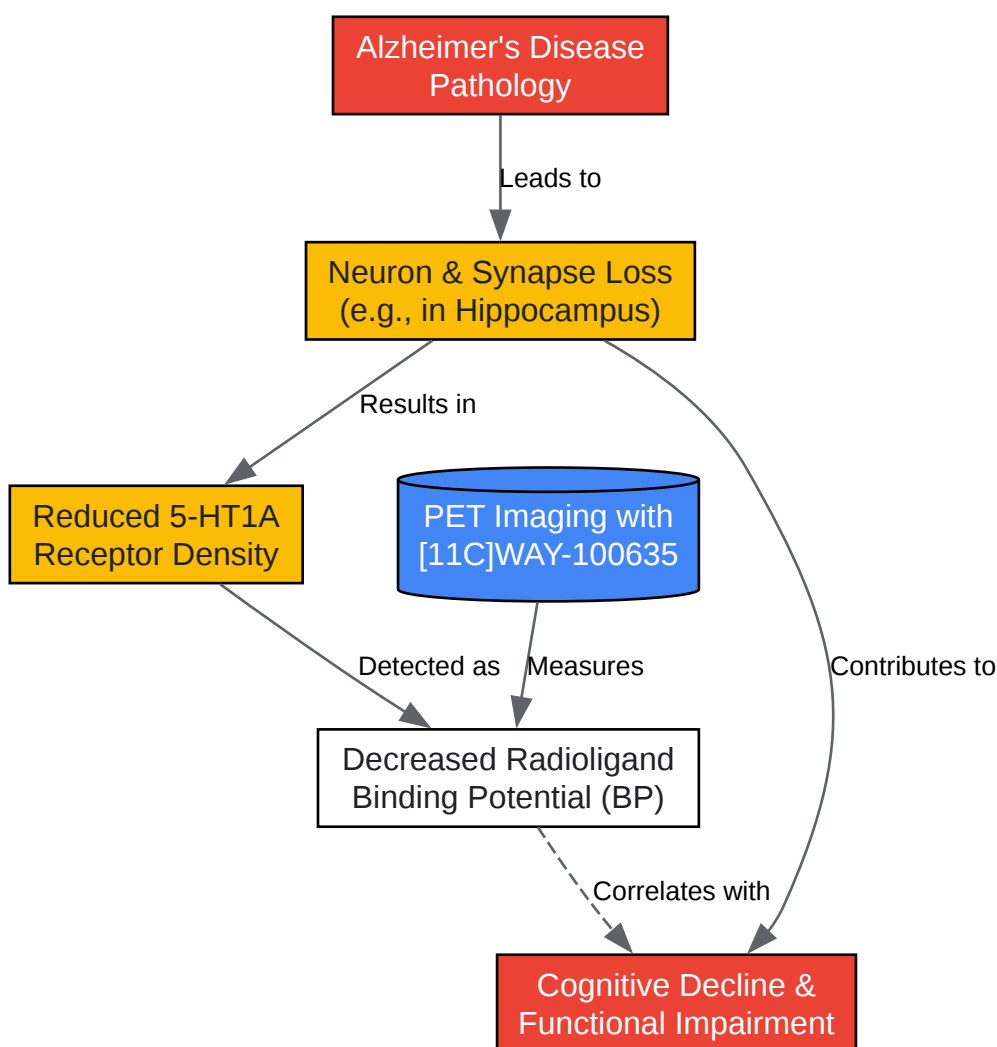 Alzheimer's Disease
Pathology
Leads to
Neuron & Synapse Loss
(e.g., in Hippocampus)
Results in
Reduced 5-HT1A
Receptor Density
PET Imaging with
[11C]WAY-100635
Detected as
Measures
Contributes to
Decreased Radioligand
Binding Potential (BP)
Correlates with
Cognitive Decline &
Functional Impairment